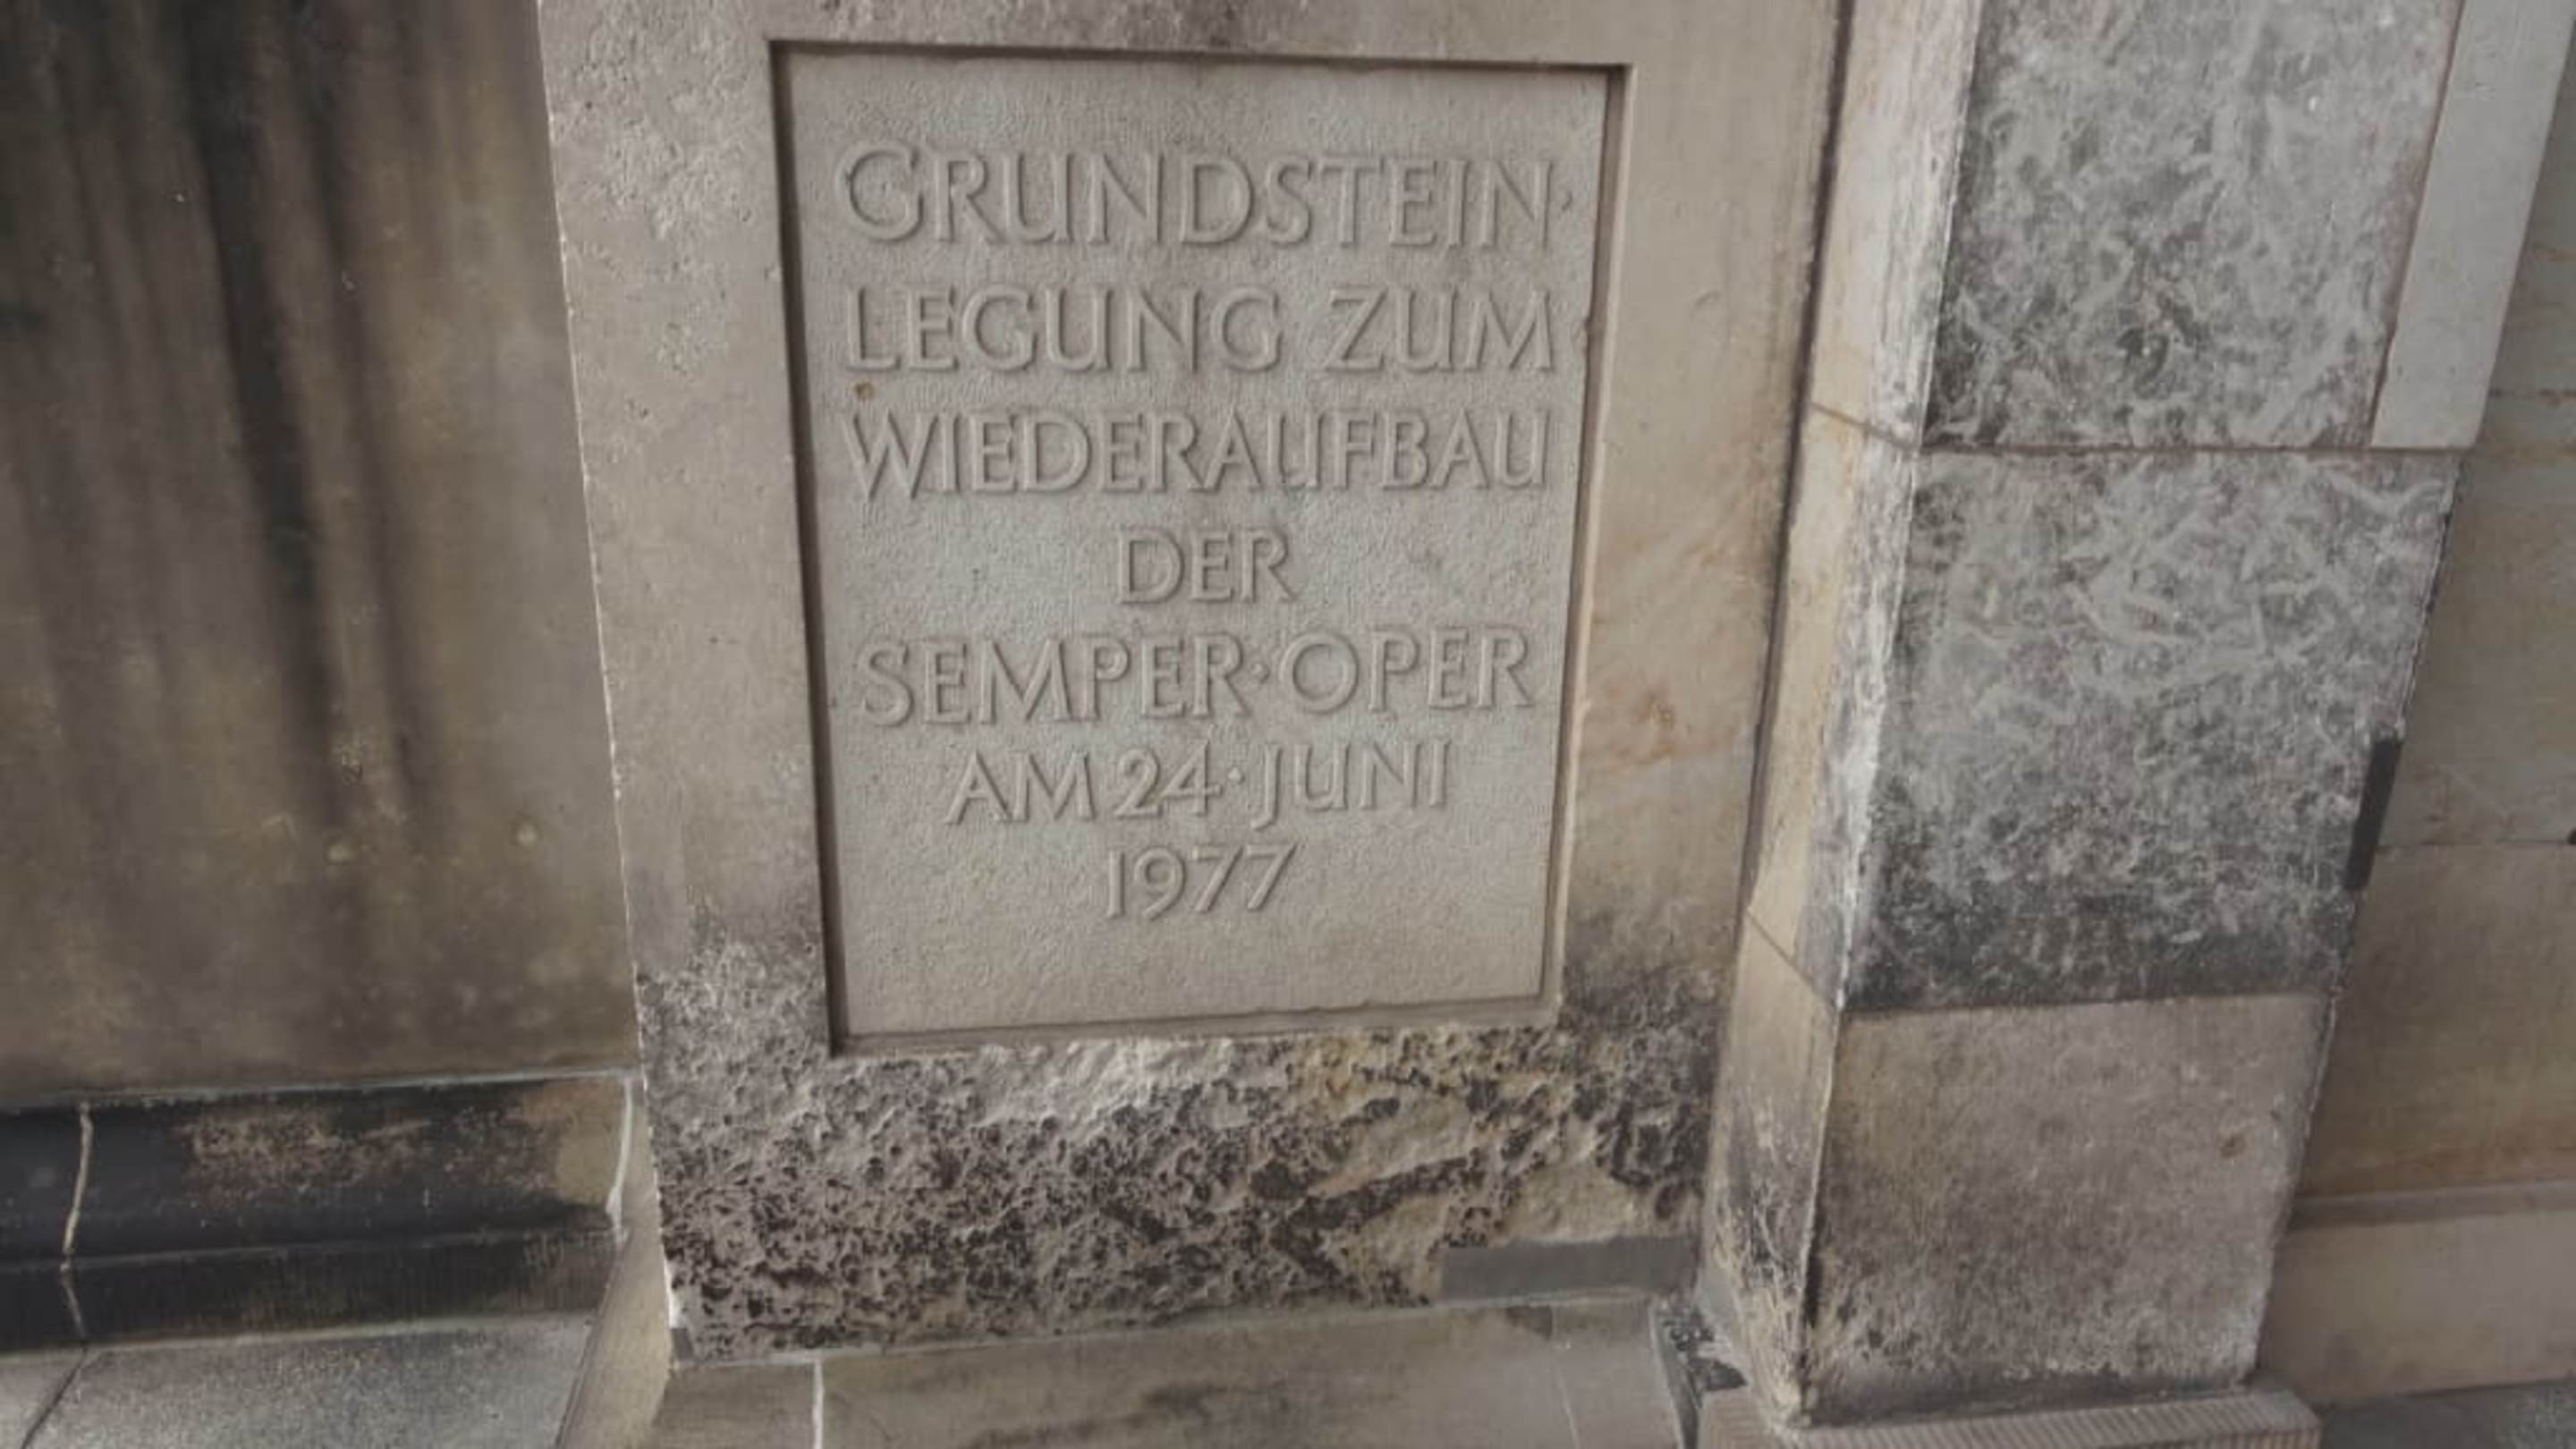 GRUNDSTEIN·
LEGUNG ZUM
WIEDERAUFBAU
DER
SEMPER·OPER
AM 24·JUNI
1977